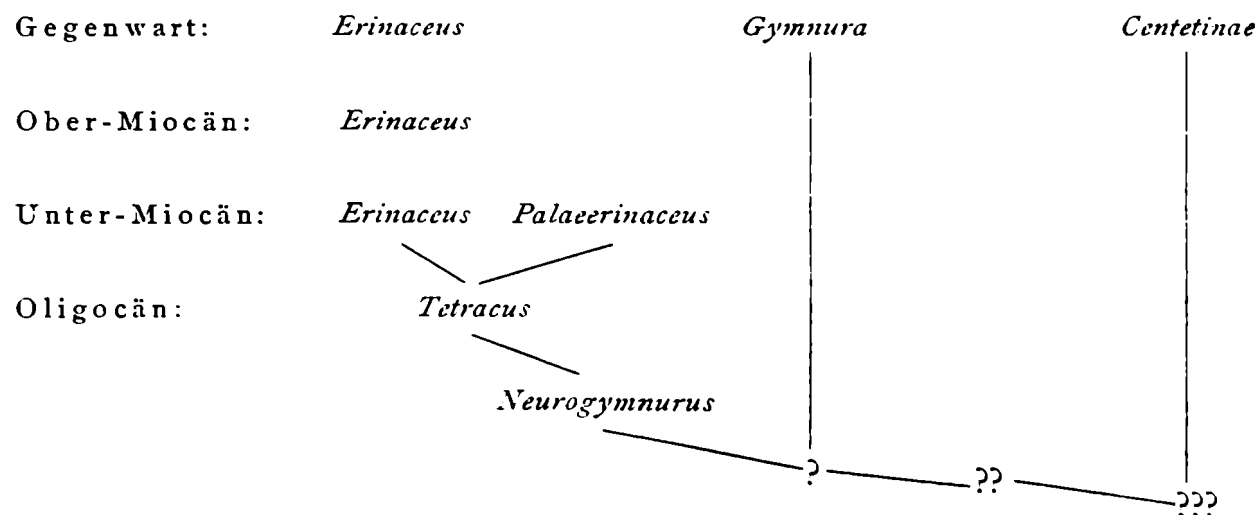 Gegenwart: Erinaceus Gymnura Centetinae
Ober-Miocän: Erinaceus
Unter-Miocän: Erinaceus Palaeerinaceus
Oligocän: Tetracus
Neurogymnurus
? ?? ???